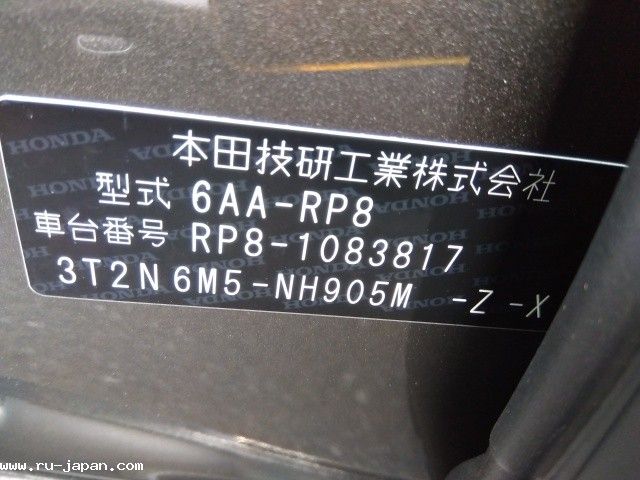 本田技研工業株式会社
型式 6AA-RP8
車台番号 RP8-1083817
3T2N6M5-NH905M -Z -X
www.ru-japan.com